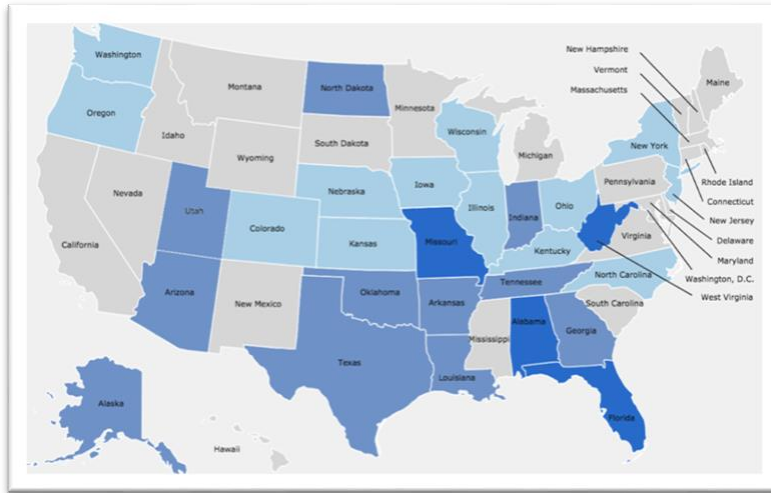 Washington
Montana
North Dakota
Minnesota
Oregon
Idaho
Wyoming
South Dakota
Wisconsin
Michigan
New Hampshire
Vermont
Massachusetts
Maine
New York
Nevada
Utah
Colorado
Nebraska
Iowa
Illinois
Indiana
Ohio
Pennsylvania
Rhode Island
Connecticut
New Jersey
Delaware
Maryland
Washington, D.C.
West Virginia
California
Kansas
Missouri
Kentucky
Virginia
Arizona
New Mexico
Oklahoma
Arkansas
Tennessee
North Carolina
South Carolina
Texas
Louisiana
Mississippi
Alabama
Georgia
Florida
Alaska
Hawaii